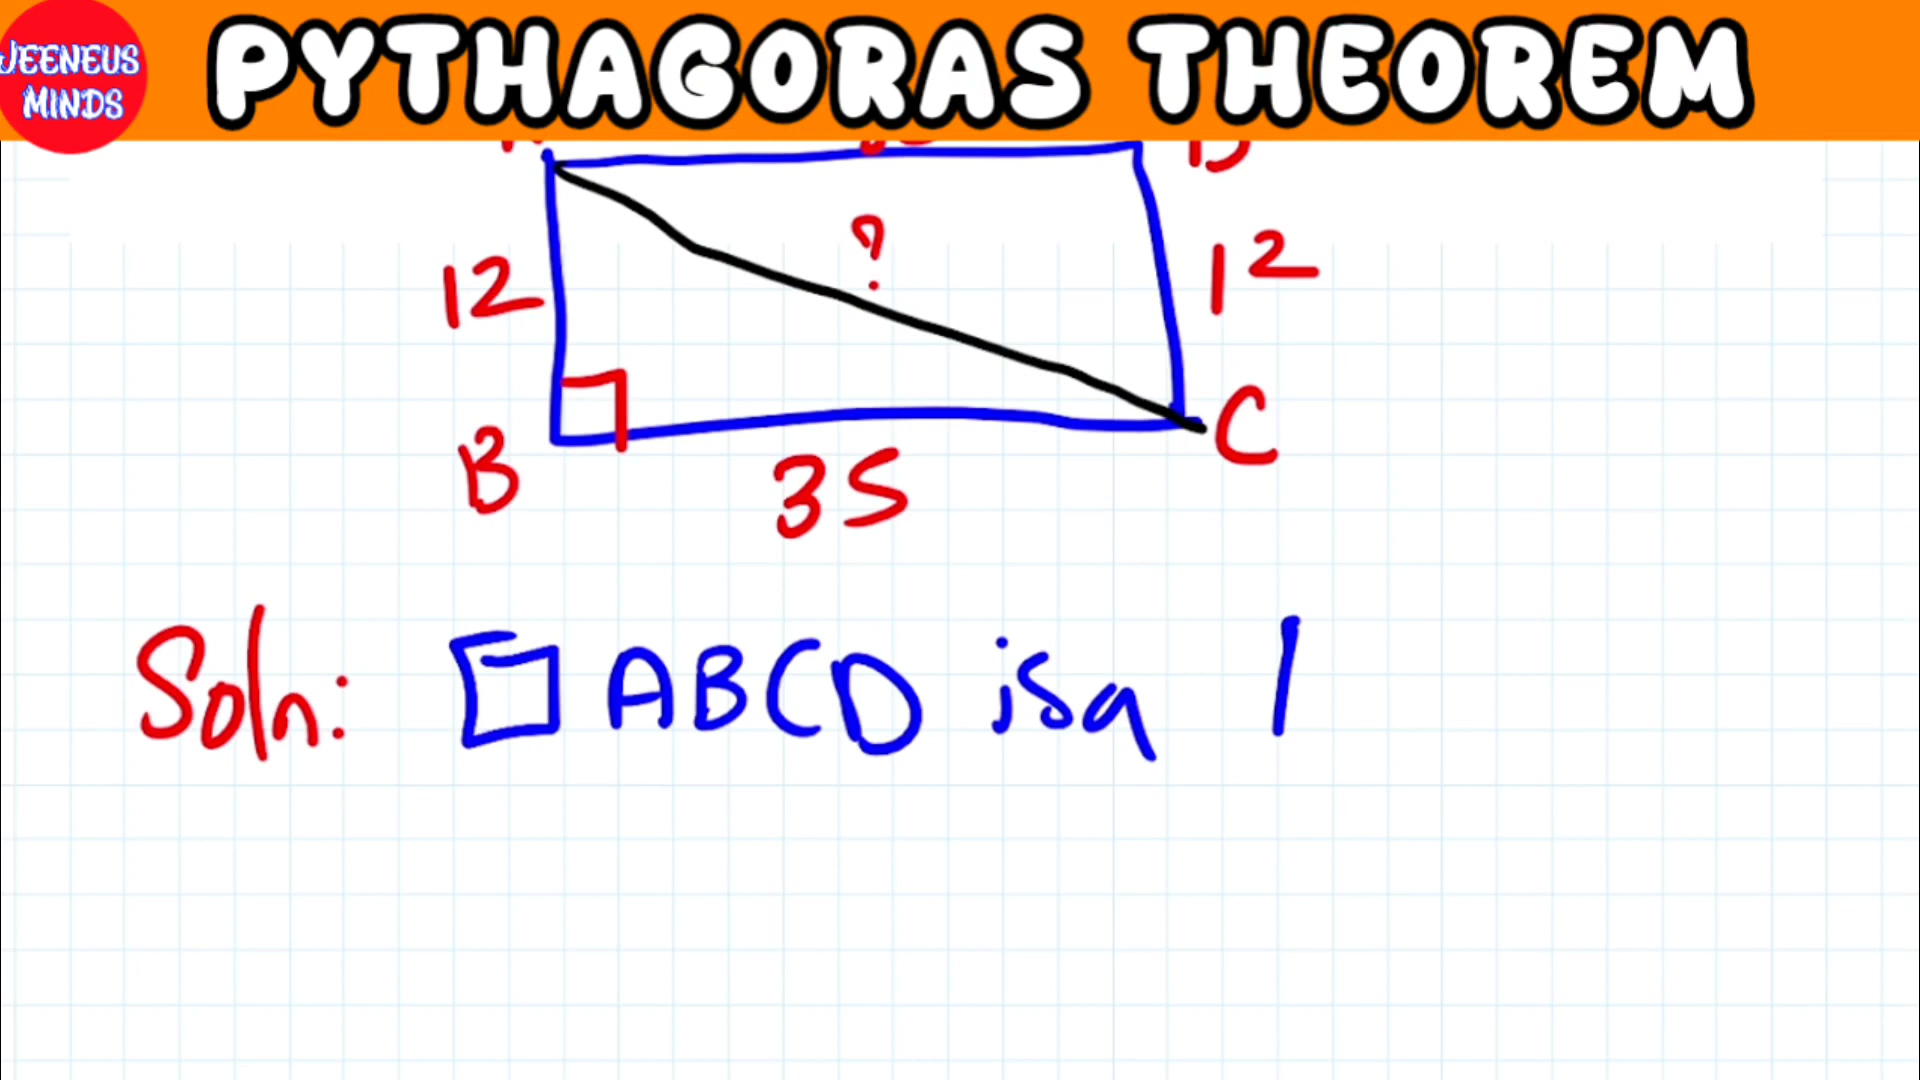 JEENEUS
MINDS
PYTHAGORAS THEOREM
?
12
12
B
C
35
Soln: □ ABCD is a